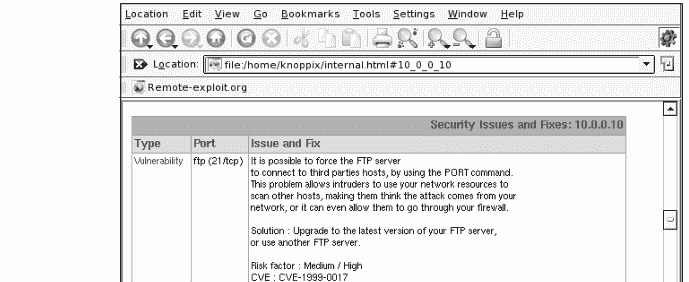 Location Edit View Go Bookmarks Tools Settings Window Help
Location: file:/home/knoppix/internal.html#10_0_0_10
Remote-exploit.org
Security Issues and Fixes: 10.0.0.10
Type Port Issue and Fix
Vulnerability ftp (21/tcp) It is possible to force the FTP server
to connect to third parties hosts, by using the PORT command.
This problem allows intruders to use your network resources to
scan other hosts, making them think the attack comes from your
network, or it can even allow them to go through your firewall.
Solution : Upgrade to the latest version of your FTP server,
or use another FTP server.
Risk factor : Medium / High
CVE : CVE-1999-0017